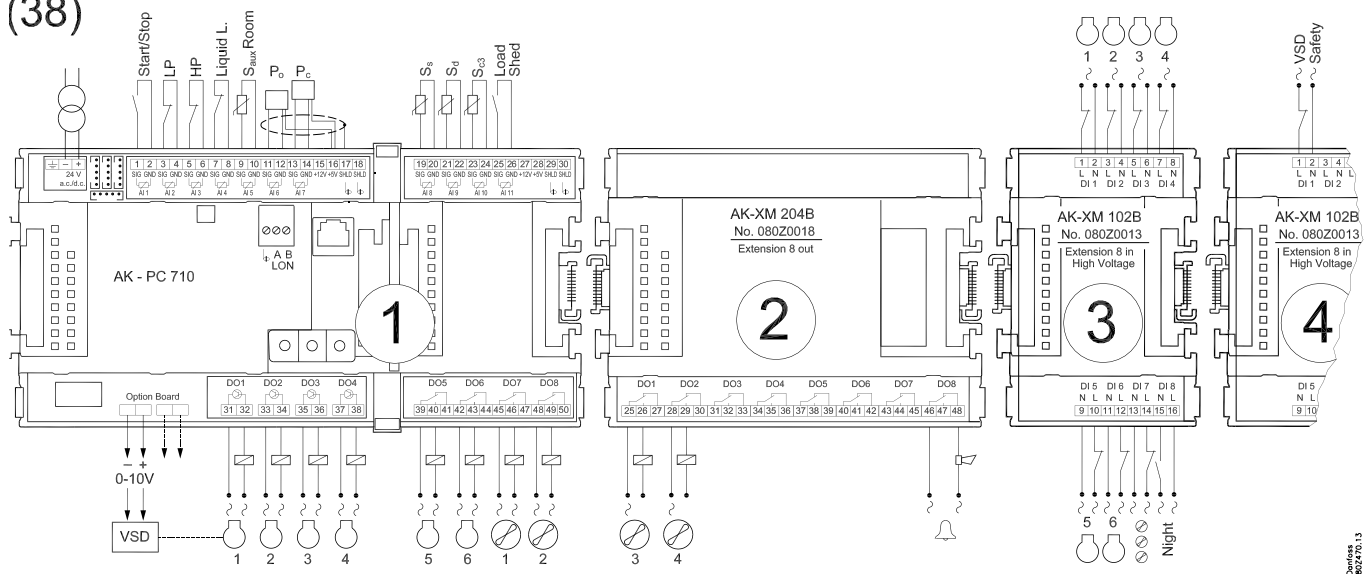 (38)
Start/Stop
LP
HP
Liquid L.
Saux Room
Po
Pc
Ss
Sd
Sc3
Load
Shed
1 2 3 4
VSD
Safety
− +
24 V
a.c./d.c.
1 2 3 4 5 6 7 8 9 10 11 12 13 14 15 16 17 18
SIG GND SIG GND SIG GND SIG GND SIG GND SIG GND SIG GND +12V +5V SHLD SHLD
AI 1 AI 2 AI 3 AI 4 AI 5 AI 6 AI 7
19 20 21 22 23 24 25 26 27 28 29 30
SIG GND SIG GND SIG GND SIG GND +12V +5V SHLD SHLD
AI 8 AI 9 AI 10 AI 11
1 2 3 4 5 6 7 8
L N L N L N L N
DI 1 DI 2 DI 3 DI 4
1 2 3 4
L N L N L
DI 1 DI 2
AK - PC 710
A B
LON
1
AK-XM 204B
No. 080Z0018
Extension 8 out
2
AK-XM 102B
No. 080Z0013
Extension 8 in
High Voltage
3
AK-XM 102B
No. 080Z0013
Extension 8 in
High Voltage
4
Option Board
DO1 DO2 DO3 DO4
31 32 33 34 35 36 37 38
DO5 DO6 DO7 DO8
39 40 41 42 43 44 45 46 47 48 49 50
DO1 DO2 DO3 DO4 DO5 DO6 DO7 DO8
25 26 27 28 29 30 31 32 33 34 35 36 37 38 39 40 41 42 43 44 45 46 47 48
DI 5 DI 6 DI 7 DI 8
N L N L N L N L
9 10 11 12 13 14 15 16
DI 5
N L
9 10
− +
0-10V
VSD
1 2 3 4
5 6 1 2
3 4
5 6
Night
Danfoss
80Z470.13